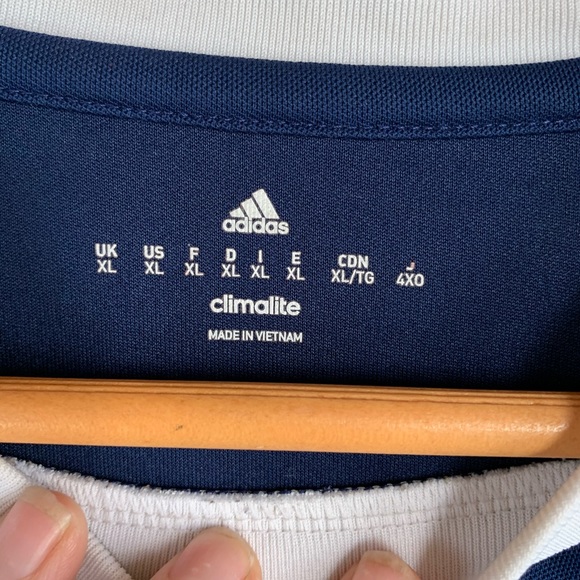 adidas
UK US F D I E CDN J
XL XL XL XL XL XL XL/TG 4XO
climalite
MADE IN VIETNAM